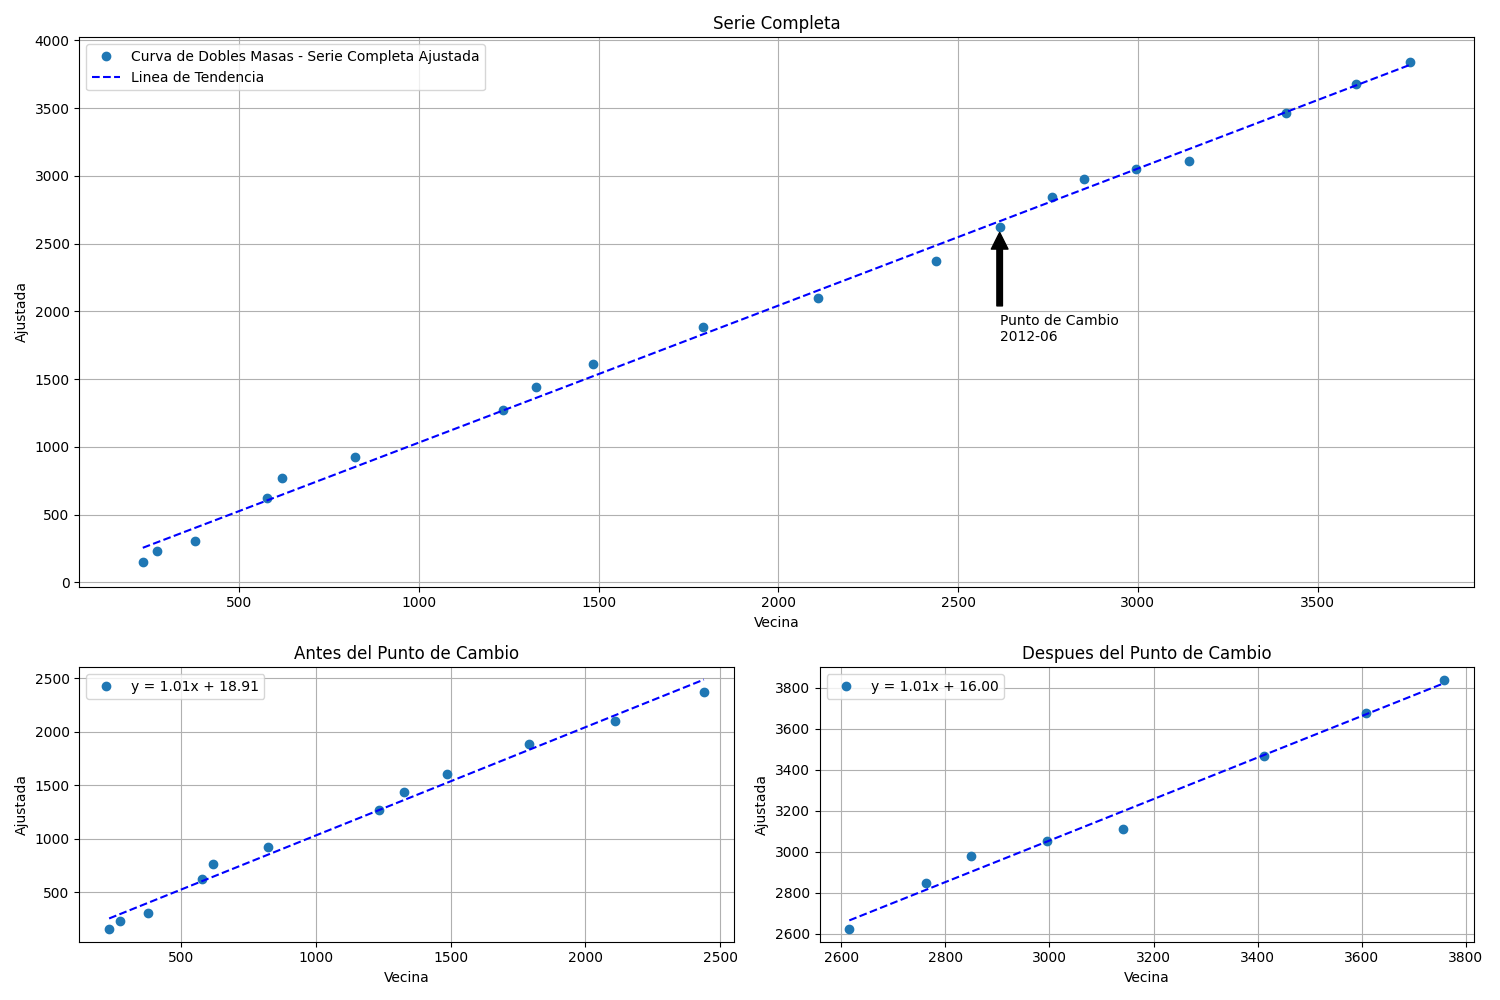 Serie Completa
Curva de Dobles Masas - Serie Completa Ajustada
Linea de Tendencia
4000
3500
3000
2500
2000
1500
1000
500
0
Ajustada
Punto de Cambio
2012-06
500
1000
1500
2000
2500
3000
3500
Vecina
Antes del Punto de Cambio
y = 1.01x + 18.91
2500
2000
1500
1000
500
Ajustada
500
1000
1500
2000
2500
Vecina
Despues del Punto de Cambio
y = 1.01x + 16.00
3800
3600
3400
3200
3000
2800
2600
Ajustada
2600
2800
3000
3200
3400
3600
3800
Vecina